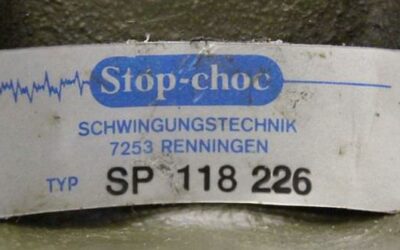 Stop-choc
SCHWINGUNGSTECHNIK
7253 RENNINGEN
TYP SP 118 226